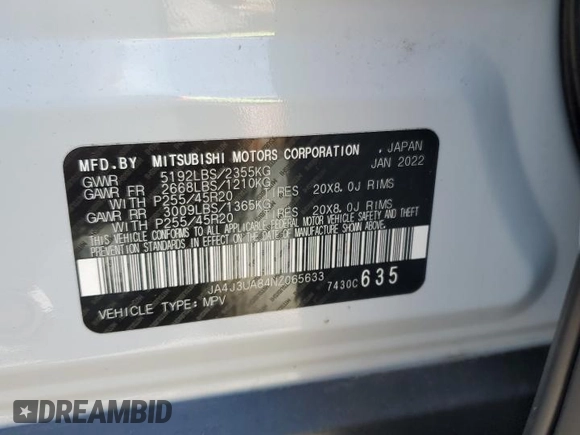 MFD.BY MITSUBISHI MOTORS CORPORATION , JAPAN
GVWR 5192LBS/2355KG JAN 2022
GAWR FR 2668LBS/1210KG
WITH P255/45R20 TIRES 20X8.0J RIMS
GAWR RR 3009LBS/1365KG
WITH P255/45R20 TIRES 20X8.0J RIMS
THIS VEHICLE CONFORMS TO ALL APPLICABLE FEDERAL MOTOR VEHICLE SAFETY AND THEFT
PREVENTION STANDARDS IN EFFECT ON THE DATE OF MANUFACTURE SHOWN ABOVE.
JA4J3UA84NZ065633 7430C 635
VEHICLE TYPE: MPV
DREAMBID